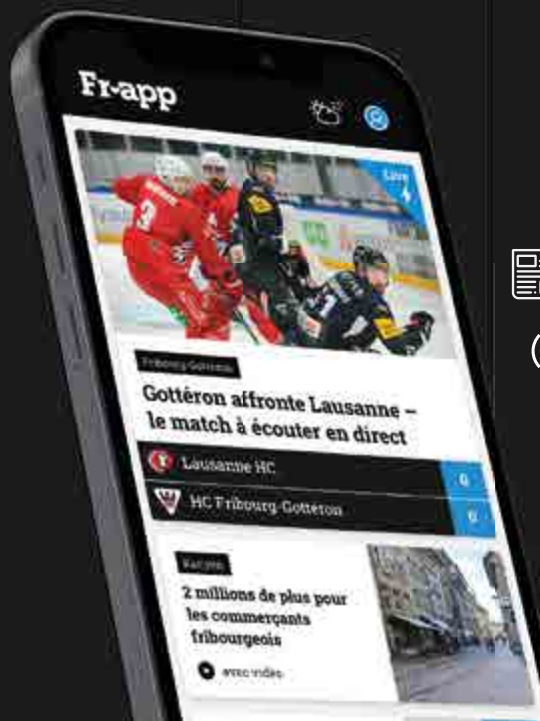 Fr-app
Live
3
Fribourg-Gottéron
Gottéron affronte Lausanne –
le match à écouter en direct
Lausanne HC
0
HC Fribourg-Gottéron
0
2 millions de plus pour
les commerçants
fribourgeois
avec vidéo